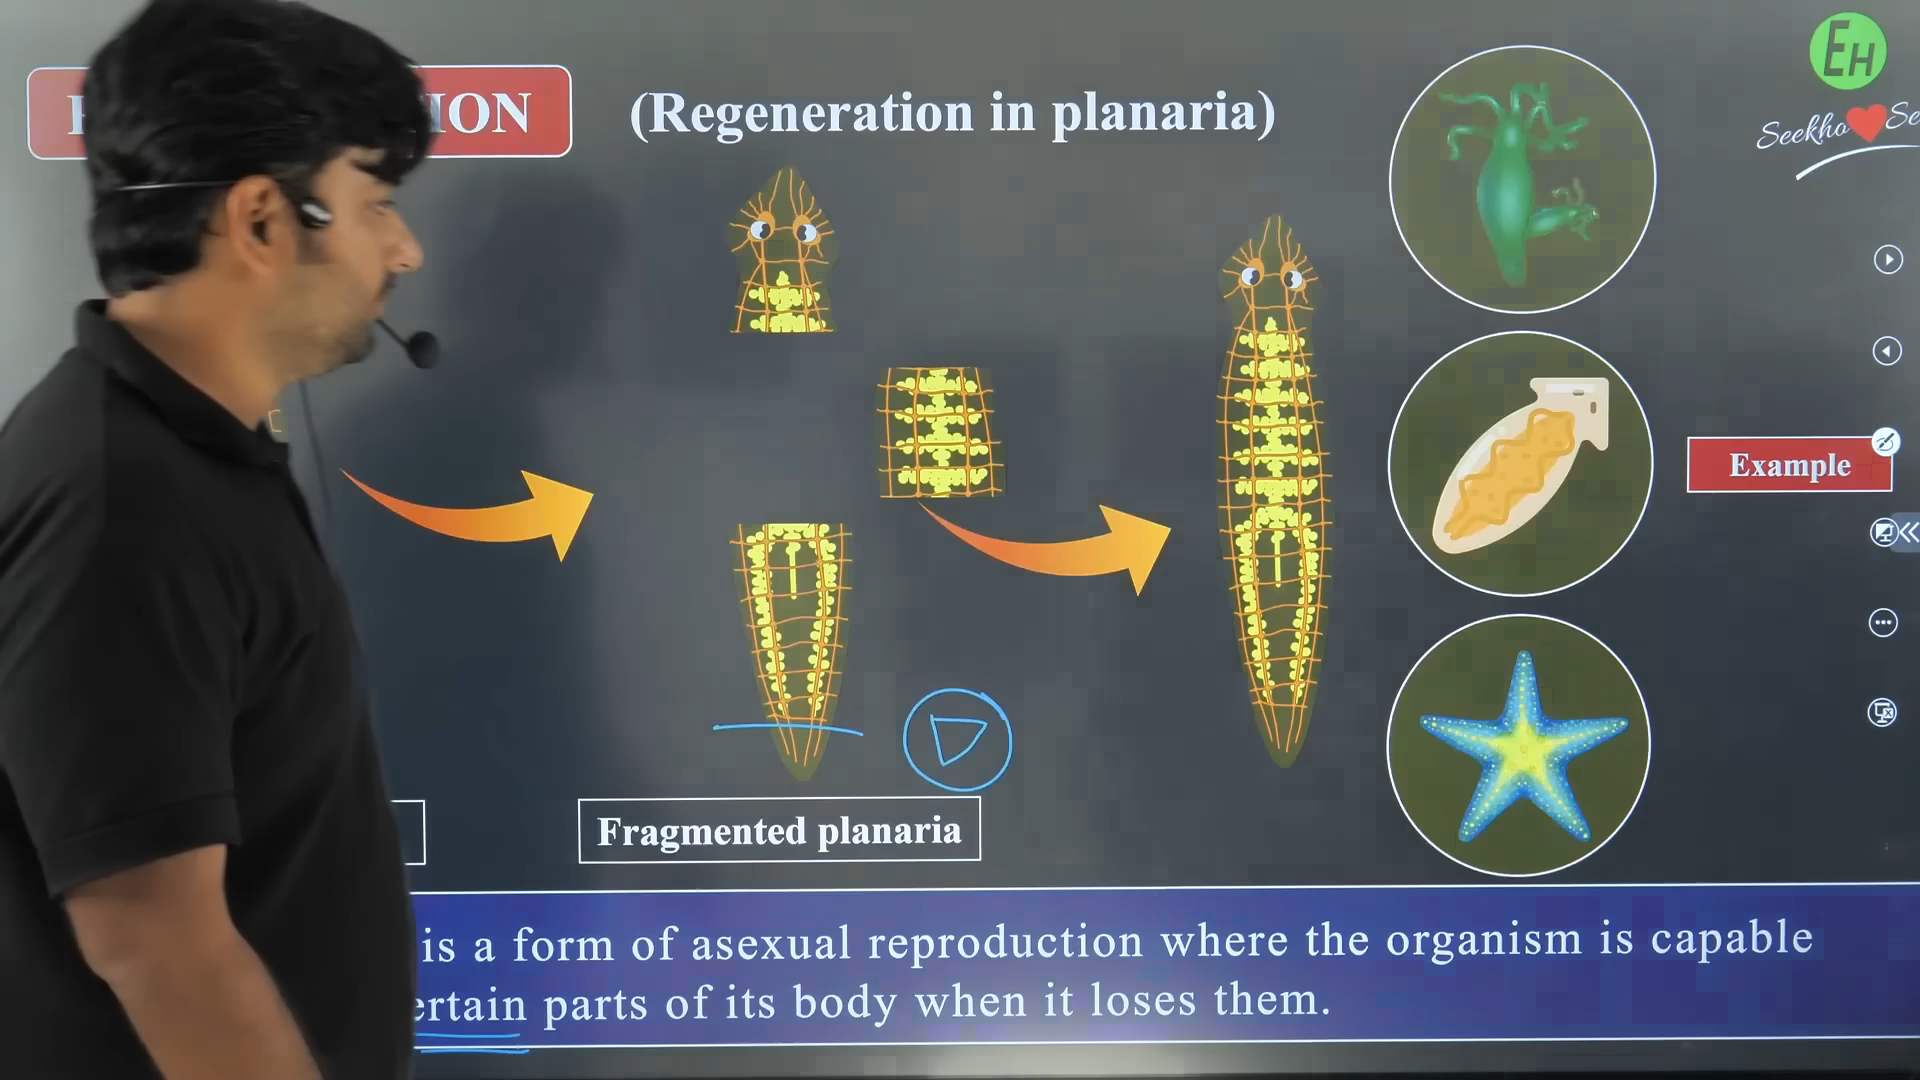 ION
(Regeneration in planaria)
EH
Seekho
Example
Fragmented planaria
is a form of asexual reproduction where the organism is capable
ertain parts of its body when it loses them.